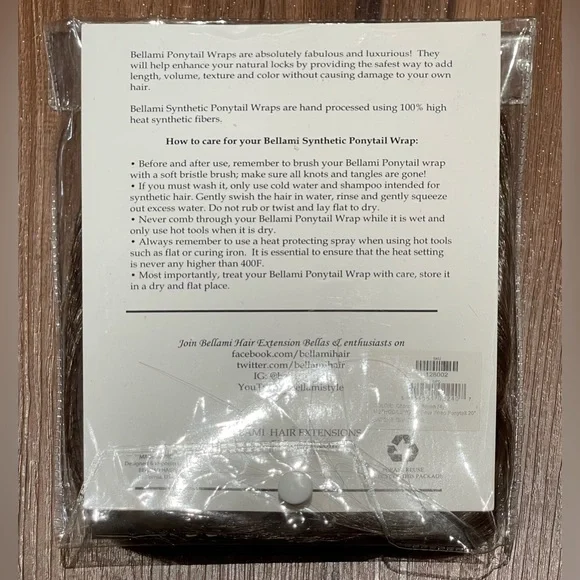 Bellami Ponytail Wraps are absolutely fabulous and luxurious! They
will help enhance your natural locks by providing the safest way to add
length, volume, texture and color without causing damage to your own
hair.
Bellami Synthetic Ponytail Wraps are hand processed using 100% high
heat synthetic fibers.
How to care for your Bellami Synthetic Ponytail Wrap:
• Before and after use, remember to brush your Bellami Ponytail wrap
with a soft bristle brush; make sure all knots and tangles are gone!
• If you must wash it, only use cold water and shampoo intended for
synthetic hair. Gently swish the hair in water, rinse and gently squeeze
out excess water. Do not rub or twist and lay flat to dry.
• Never comb through your Bellami Ponytail Wrap while it is wet and
only use hot tools when it is dry.
• Always remember to use a heat protecting spray when using hot tools
such as flat or curing iron. It is essential to ensure that the heat setting
is never any higher than 400F.
• Most importantly, treat your Bellami Ponytail Wrap with care, store it
in a dry and flat place.
Join Bellami Hair Extension Bellas & enthusiasts on
facebook.com/bellamihair
twitter.com/bellamihair
IG:
HAIR EXTENSIONS
Ponytail 20"
PLEASE REUSE